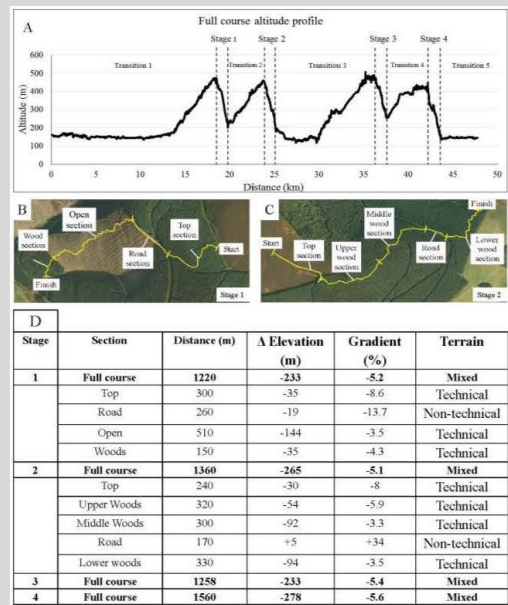 A
Full course altitude profile
Stage 1
Stage 2
Stage 3
Stage 4
Transition 1
Transition 2
Transition 3
Transition 4
Transition 5
Altitude (m)
600
500
400
300
200
100
0
0 5 10 15 20 25 30 35 40 45 50
Distance (km)
B
Wood section
Open section
Road section
Top section
Start
Finish
Stage 1
C
Start
Top section
Upper wood section
Middle wood section
Road section
Lower wood section
Finish
Stage 2
D
Stage Section Distance (m) Δ Elevation (m) Gradient (%) Terrain
1 Full course 1220 -233 -5.2 Mixed
Top 300 -35 -8.6 Technical
Road 260 -19 -13.7 Non-technical
Open 510 -144 -3.5 Technical
Woods 150 -35 -4.3 Technical
2 Full course 1360 -265 -5.1 Mixed
Top 240 -30 -8 Technical
Upper Woods 320 -54 -5.9 Technical
Middle Woods 300 -92 -3.3 Technical
Road 170 +5 +34 Non-technical
Lower woods 330 -94 -3.5 Technical
3 Full course 1258 -233 -5.4 Mixed
4 Full course 1560 -278 -5.6 Mixed